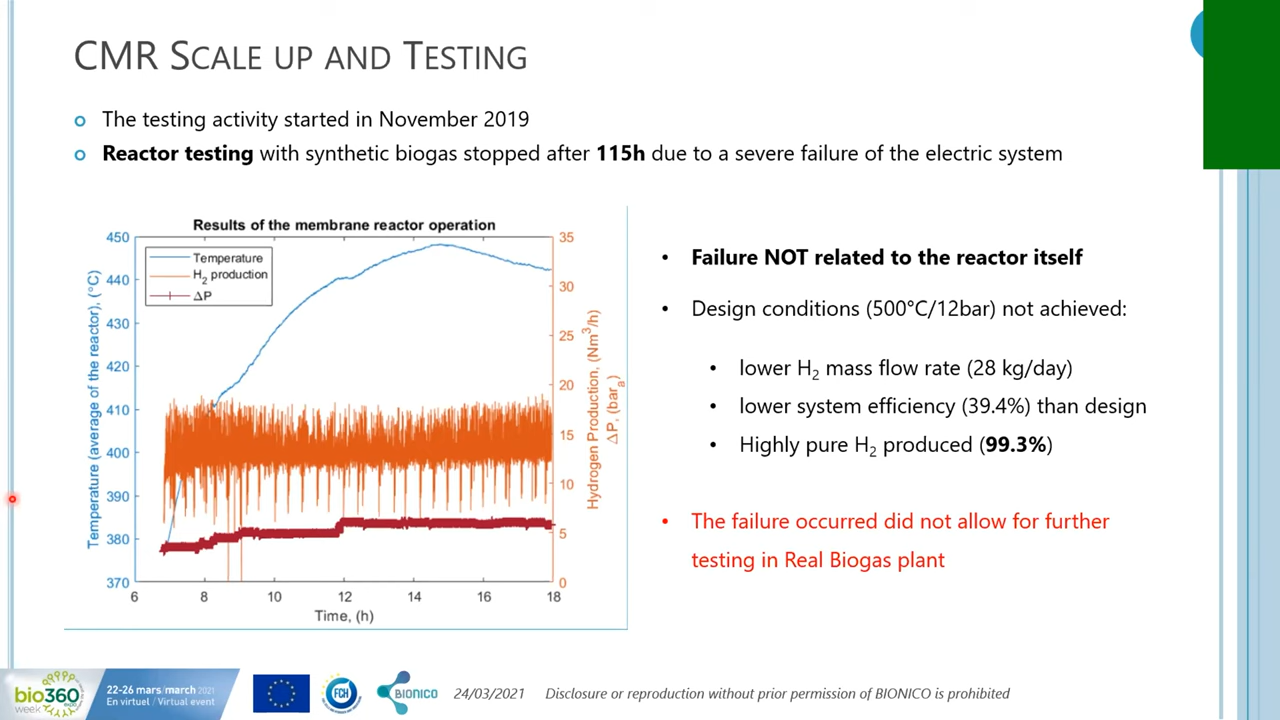 CMR SCALE UP AND TESTING
The testing activity started in November 2019
Reactor testing with synthetic biogas stopped after 115h due to a severe failure of the electric system
Results of the membrane reactor operation
Temperature
H2 production
ΔP
Temperature (average of the reactor), (°C)
450
440
430
420
410
400
390
380
370
35
30
25
20
15
10
5
0
Hydrogen Production, (Nm3/h)
ΔP, (bara)
6 8 10 12 14 16 18
Time, (h)
Failure NOT related to the reactor itself
Design conditions (500°C/12bar) not achieved:
lower H2 mass flow rate (28 kg/day)
lower system efficiency (39.4%) than design
Highly pure H2 produced (99.3%)
The failure occurred did not allow for further
testing in Real Biogas plant
bio360
expo
week
22-26 mars/march 2021
En virtuel / Virtual event
FCH
BIONICO
24/03/2021
Disclosure or reproduction without prior permission of BIONICO is prohibited